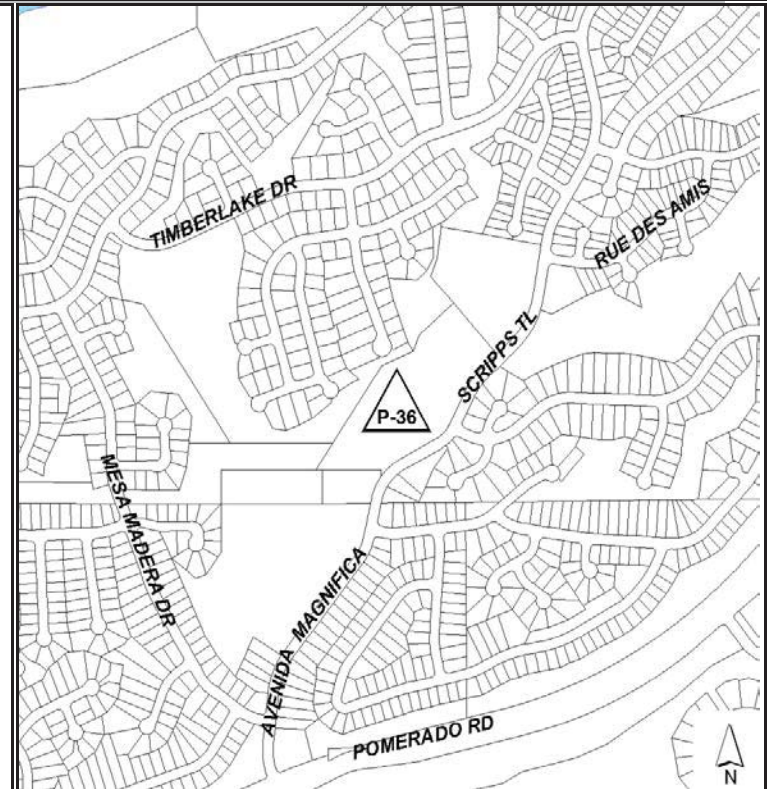 TIMBERLAKE DR
RUE DES AMIS
SCRIPPS TL
P-36
MESA MADERA DR
AVENIDA MAGNIFICA
POMERADO RD
N